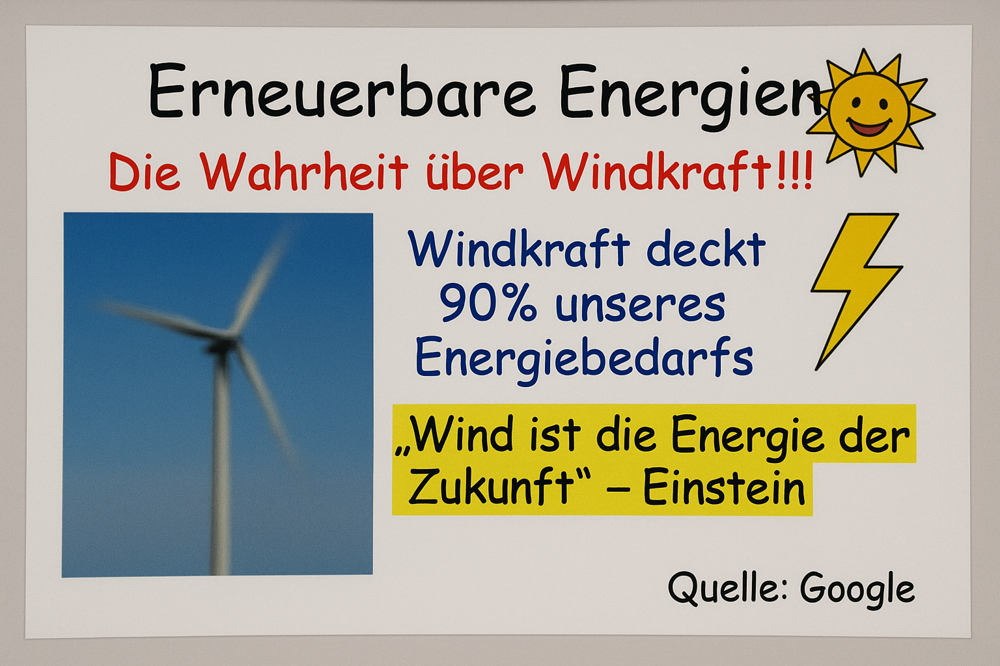 Erneuerbare Energien
Die Wahrheit über Windkraft!!!
Windkraft deckt
90% unseres
Energiebedarfs
„Wind ist die Energie der
Zukunft“ – Einstein
Quelle: Google